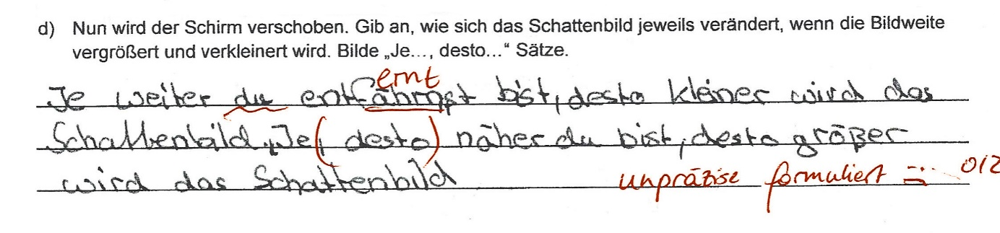 d) Nun wird der Schirm verschoben. Gib an, wie sich das Schattenbild jeweils verändert, wenn die Bildweite
vergrößert und verkleinert wird. Bilde „Je..., desto...“ Sätze.
ernt
Je weiter du entfährnst bist, desto kleiner wird das
Schattenbild. Je (, desto) näher du bist, desto größer
wird das Schattenbild
unpräzise formuliert 0/2